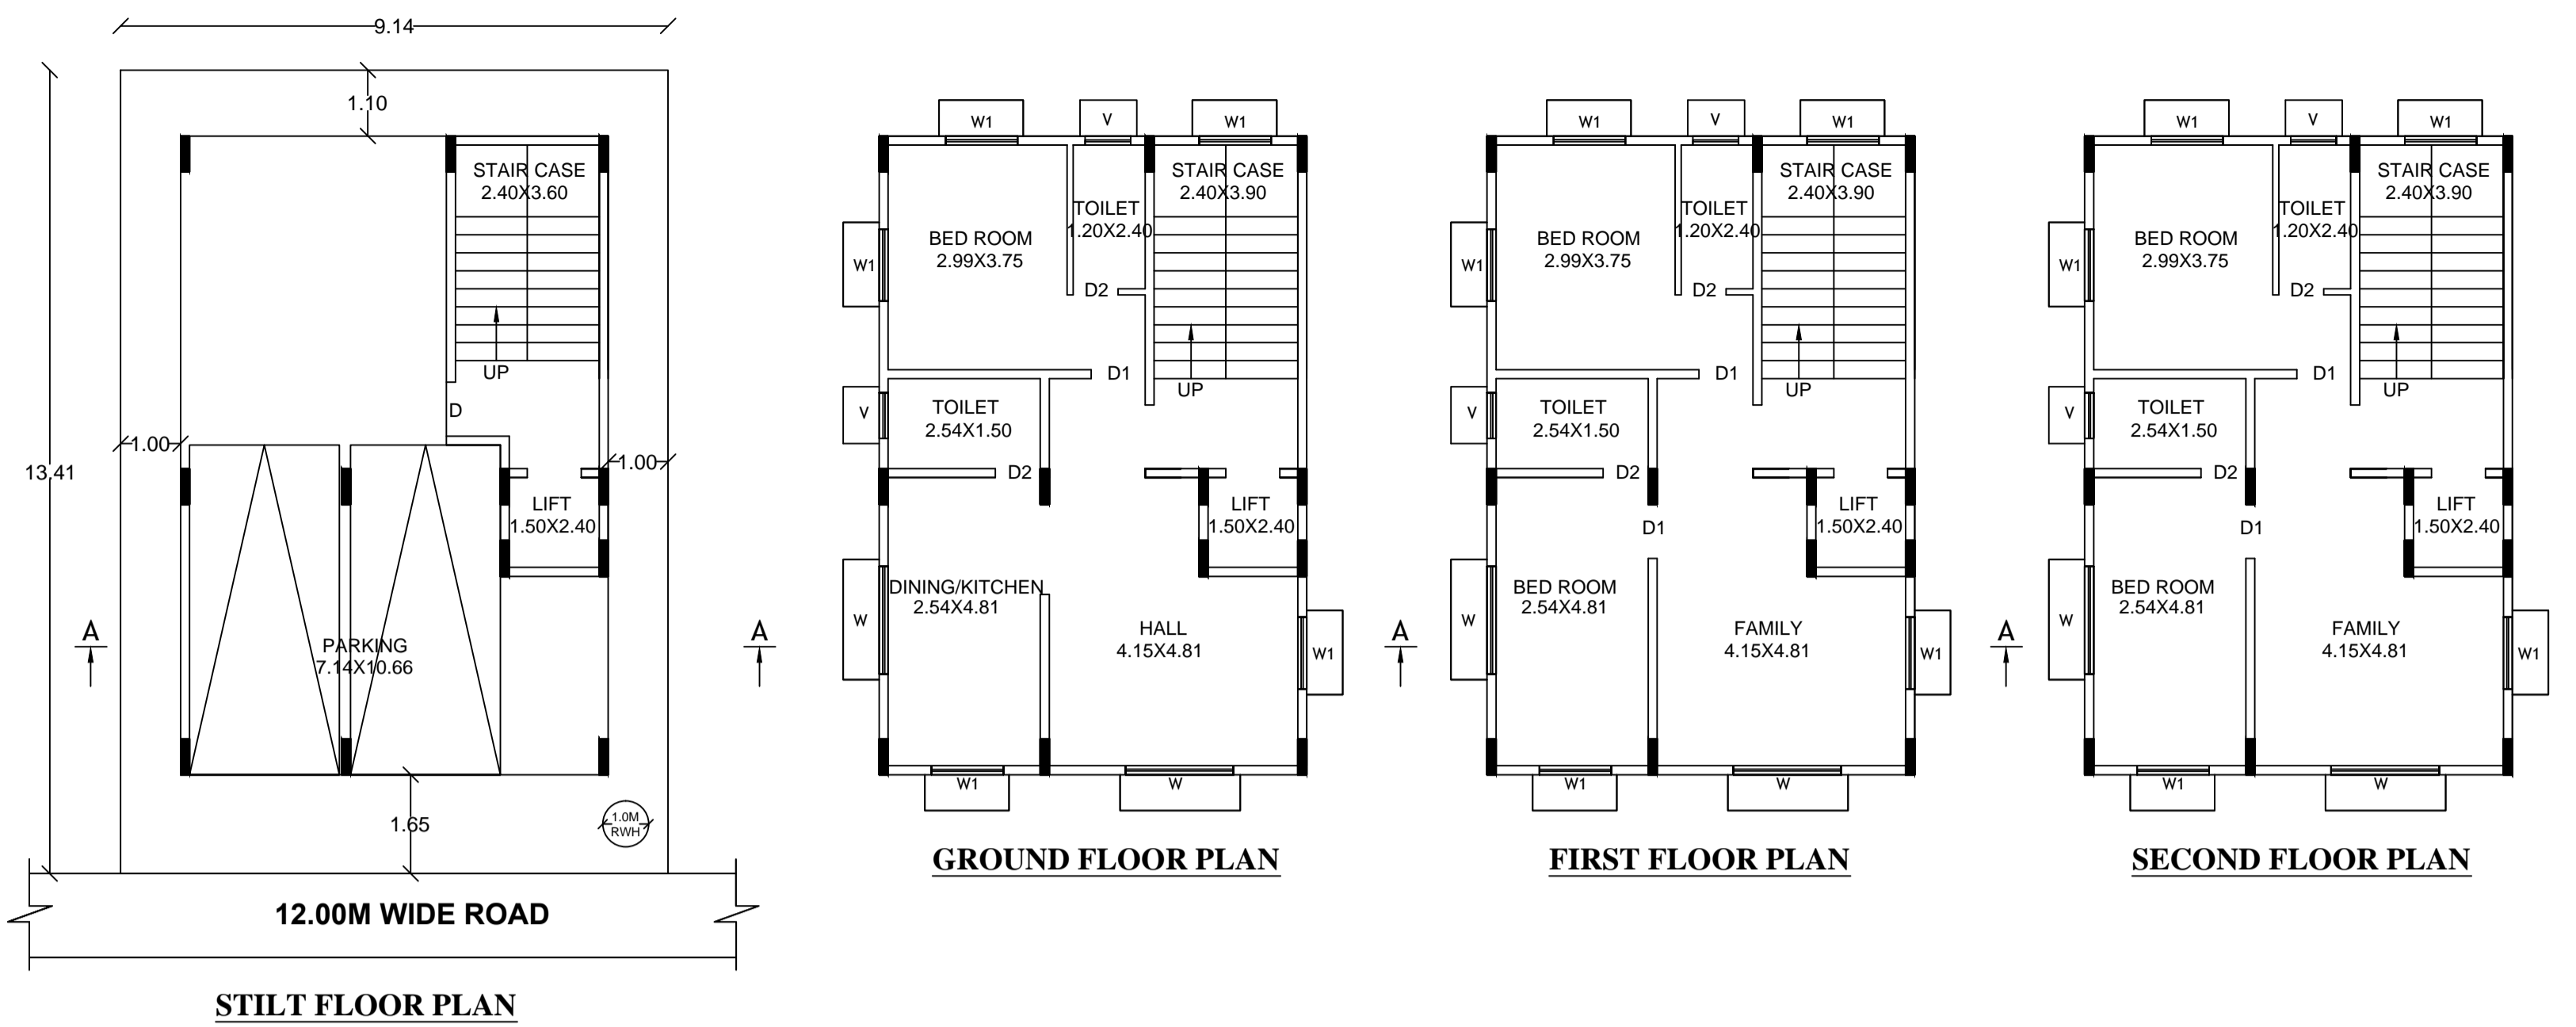 9.14
1.10
STAIR CASE
2.40X3.60
UP
D
1.00
1.00
13.41
LIFT
1.50X2.40
A
A
PARKING
7.14X10.66
1.65
1.0M
RWH
12.00M WIDE ROAD
STILT FLOOR PLAN
W1
V
W1
STAIR CASE
2.40X3.90
TOILET
1.20X2.40
BED ROOM
2.99X3.75
W1
D2
D1
UP
V
TOILET
2.54X1.50
D2
LIFT
1.50X2.40
DINING/KITCHEN
2.54X4.81
W
HALL
4.15X4.81
W1
W1
W
GROUND FLOOR PLAN
W1
V
W1
STAIR CASE
2.40X3.90
TOILET
1.20X2.40
BED ROOM
2.99X3.75
W1
D2
D1
UP
V
TOILET
2.54X1.50
D2
LIFT
1.50X2.40
D1
BED ROOM
2.54X4.81
W
A
FAMILY
4.15X4.81
W1
W1
W
FIRST FLOOR PLAN
W1
V
W1
STAIR CASE
2.40X3.90
TOILET
1.20X2.40
BED ROOM
2.99X3.75
W1
D2
D1
UP
V
TOILET
2.54X1.50
D2
LIFT
1.50X2.40
D1
BED ROOM
2.54X4.81
W
A
FAMILY
4.15X4.81
W1
W1
W
SECOND FLOOR PLAN